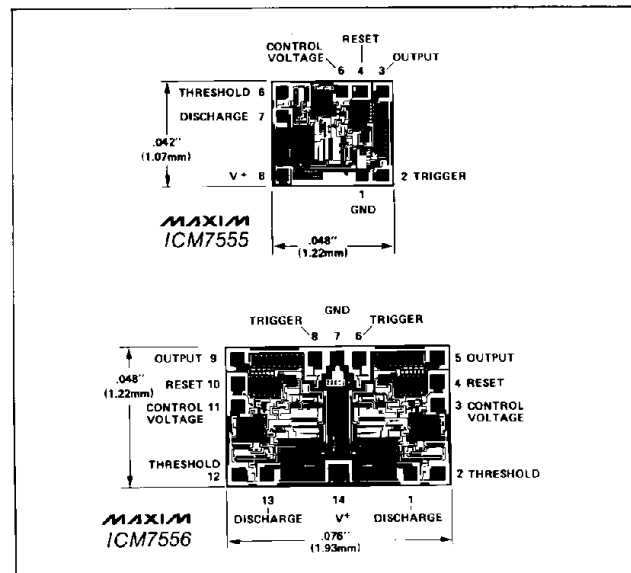 RESET
CONTROL
VOLTAGE 6 4 3 OUTPUT
THRESHOLD 6
DISCHARGE 7
.042"
(1.07mm)
V+ 8
2 TRIGGER
1
GND
MAXIM
ICM7555
.048"
(1.22mm)
GND
TRIGGER 8 7 6 TRIGGER
OUTPUT 9
5 OUTPUT
RESET 10
4 RESET
.048"
(1.22mm)
CONTROL 11
VOLTAGE
3 CONTROL
VOLTAGE
THRESHOLD
12
2 THRESHOLD
13 14 1
DISCHARGE V+ DISCHARGE
MAXIM
ICM7556
.076"
(1.93mm)